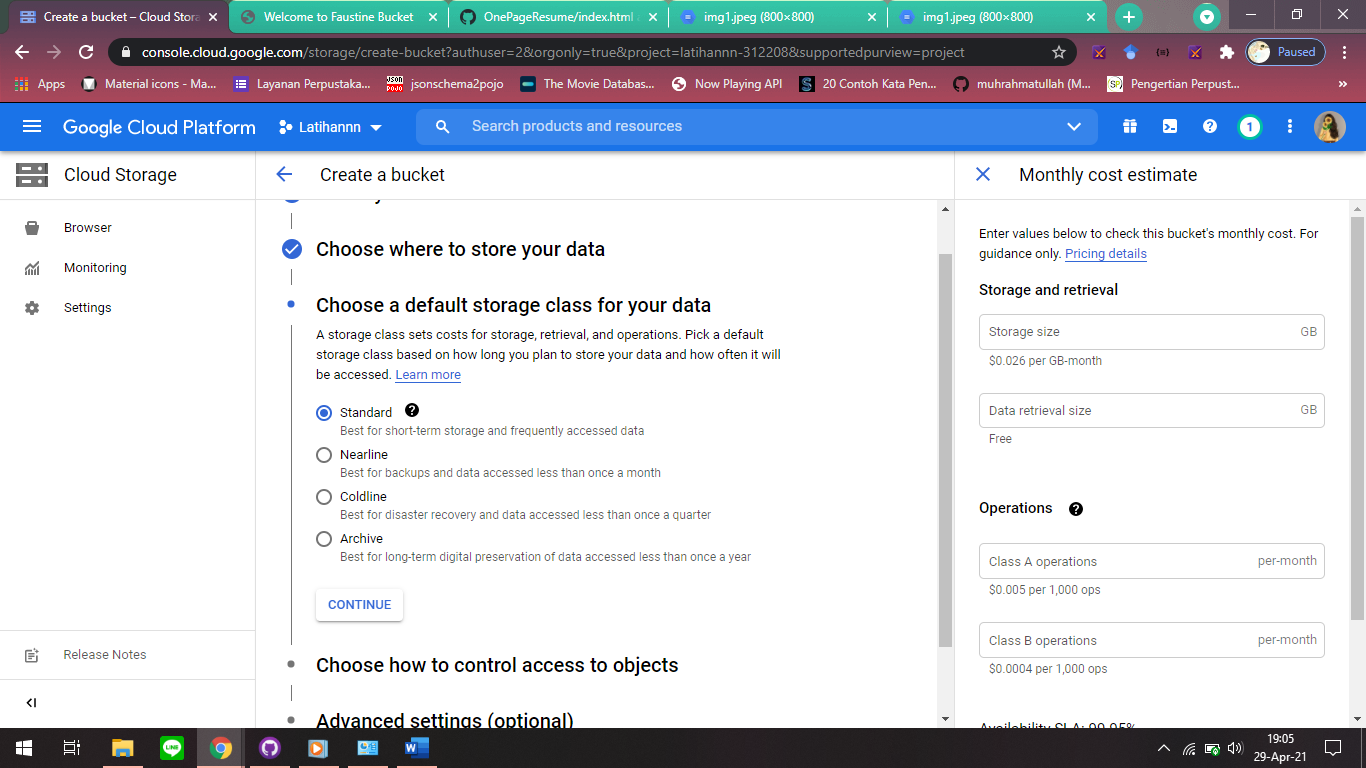 Create a bucket – Cloud Stora
Welcome to Faustine Bucket
OnePageResume/index.html
img1.jpeg (800×800)
img1.jpeg (800×800)
console.cloud.google.com/storage/create-bucket?authuser=2&orgonly=true&project=latihannn-312208&supportedpurview=project
Paused
Apps
Material icons - Ma...
Layanan Perpustaka...
JSON POJO
jsonschema2pojo
The Movie Databas...
Now Playing API
S
20 Contoh Kata Pen...
muhrahmatullah (M...
Pengertian Perpust...
»
Google Cloud Platform
Latihannn
Search products and resources
1
Cloud Storage
Create a bucket
Monthly cost estimate
Browser
Monitoring
Settings
Release Notes
Choose where to store your data
Choose a default storage class for your data
A storage class sets costs for storage, retrieval, and operations. Pick a default
storage class based on how long you plan to store your data and how often it will
be accessed. Learn more
Standard
Best for short-term storage and frequently accessed data
Nearline
Best for backups and data accessed less than once a month
Coldline
Best for disaster recovery and data accessed less than once a quarter
Archive
Best for long-term digital preservation of data accessed less than once a year
CONTINUE
Choose how to control access to objects
Advanced settings (optional)
Enter values below to check this bucket's monthly cost. For
guidance only. Pricing details
Storage and retrieval
Storage size GB
$0.026 per GB-month
Data retrieval size GB
Free
Operations
Class A operations per-month
$0.005 per 1,000 ops
Class B operations per-month
$0.0004 per 1,000 ops
Availability SLA: 99.95%
LINE
19:05
29-Apr-21